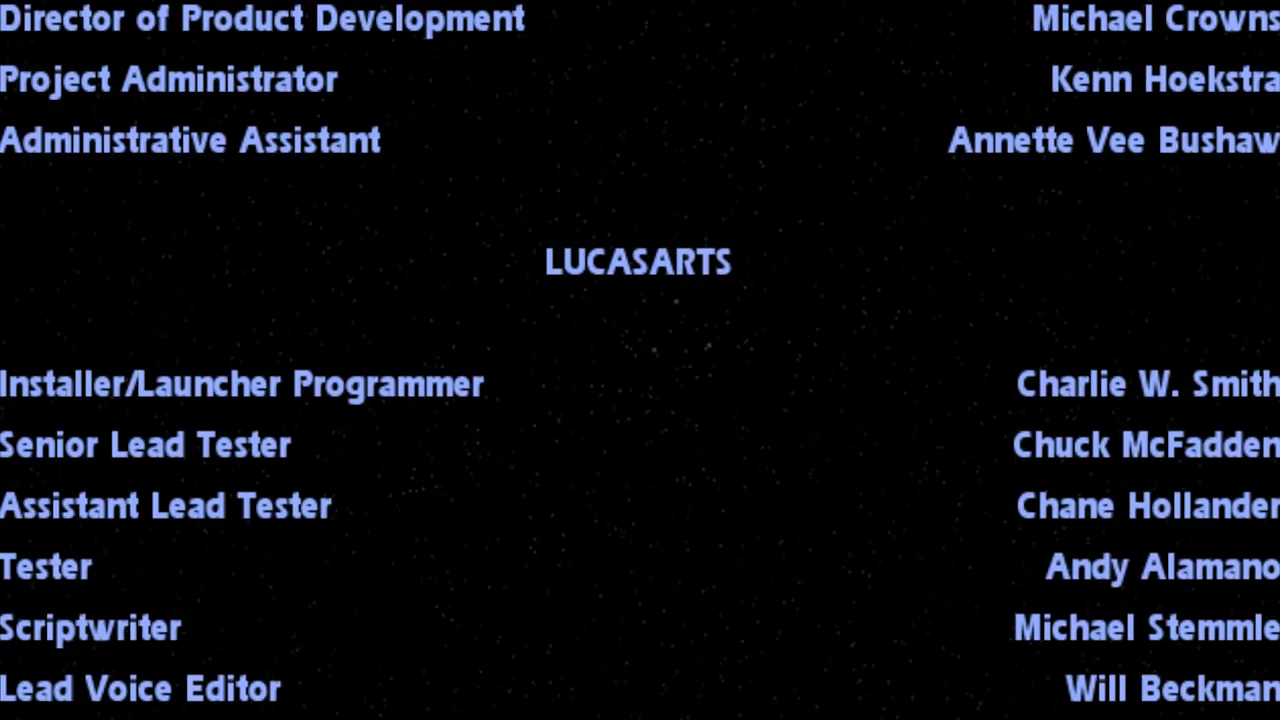 Director of Product Development Michael Crowns
Project Administrator Kenn Hoekstra
Administrative Assistant Annette Vee Bushaw
LUCASARTS
Installer/Launcher Programmer Charlie W. Smith
Senior Lead Tester Chuck McFadden
Assistant Lead Tester Chane Hollander
Tester Andy Alamano
Scriptwriter Michael Stemmle
Lead Voice Editor Will Beckman